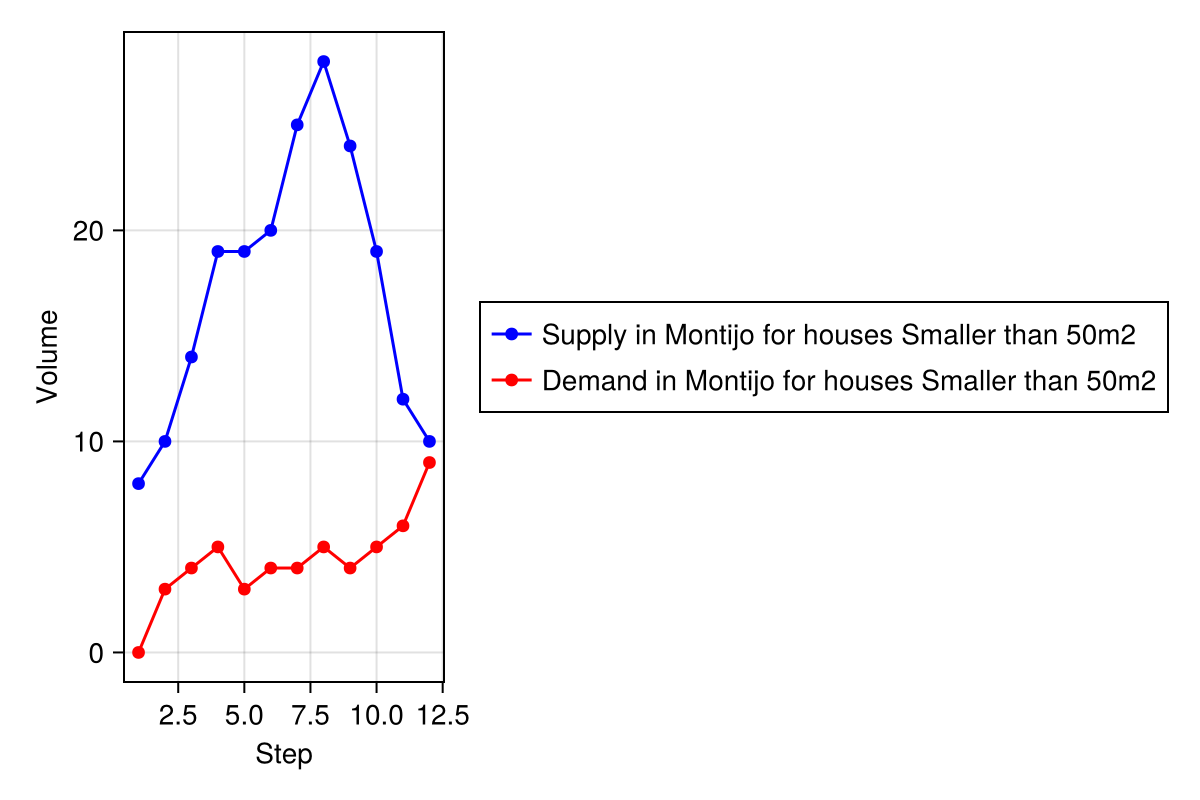 Volume
20
10
0
2.5 5.0 7.5 10.0 12.5
Step
Supply in Montijo for houses Smaller than 50m2
Demand in Montijo for houses Smaller than 50m2